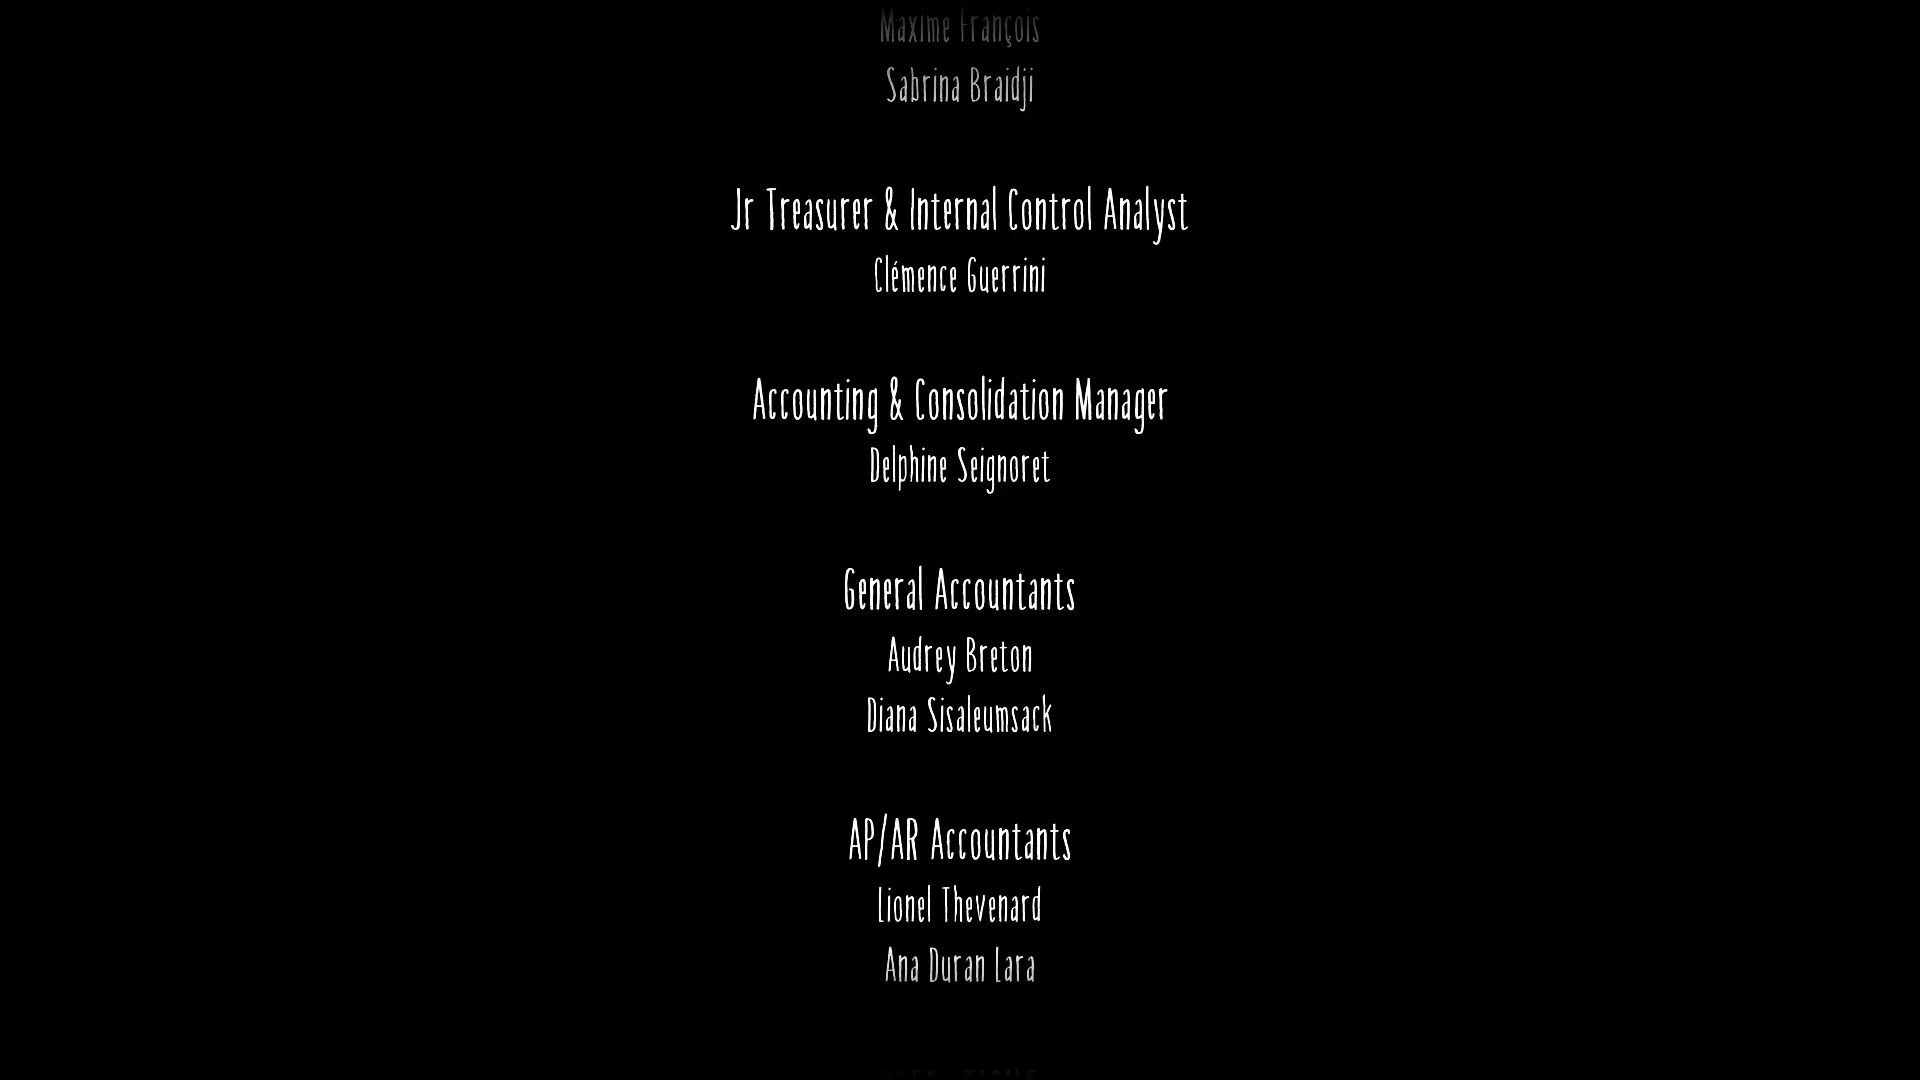 Maxime François
Sabrina Braidji
Jr Treasurer & Internal Control Analyst
Clémence Guerrini
Accounting & Consolidation Manager
Delphine Seignoret
General Accountants
Audrey Breton
Diana Sisaleumsack
AP/AR Accountants
Lionel Thevenard
Ana Duran Lara